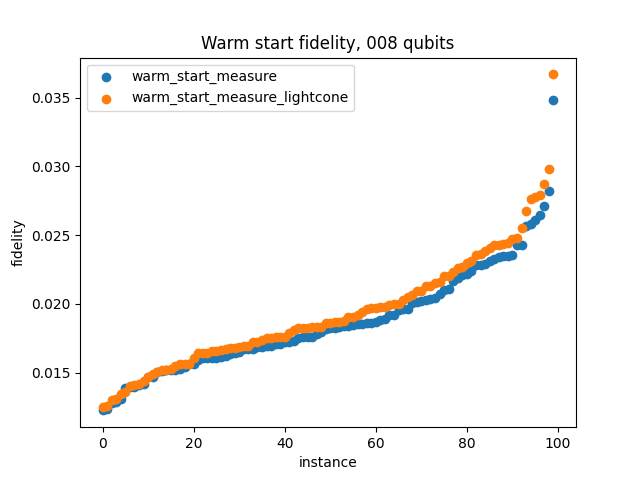 Warm start fidelity, 008 qubits
warm_start_measure
warm_start_measure_lightcone
fidelity
0.035
0.030
0.025
0.020
0.015
0 20 40 60 80 100
instance